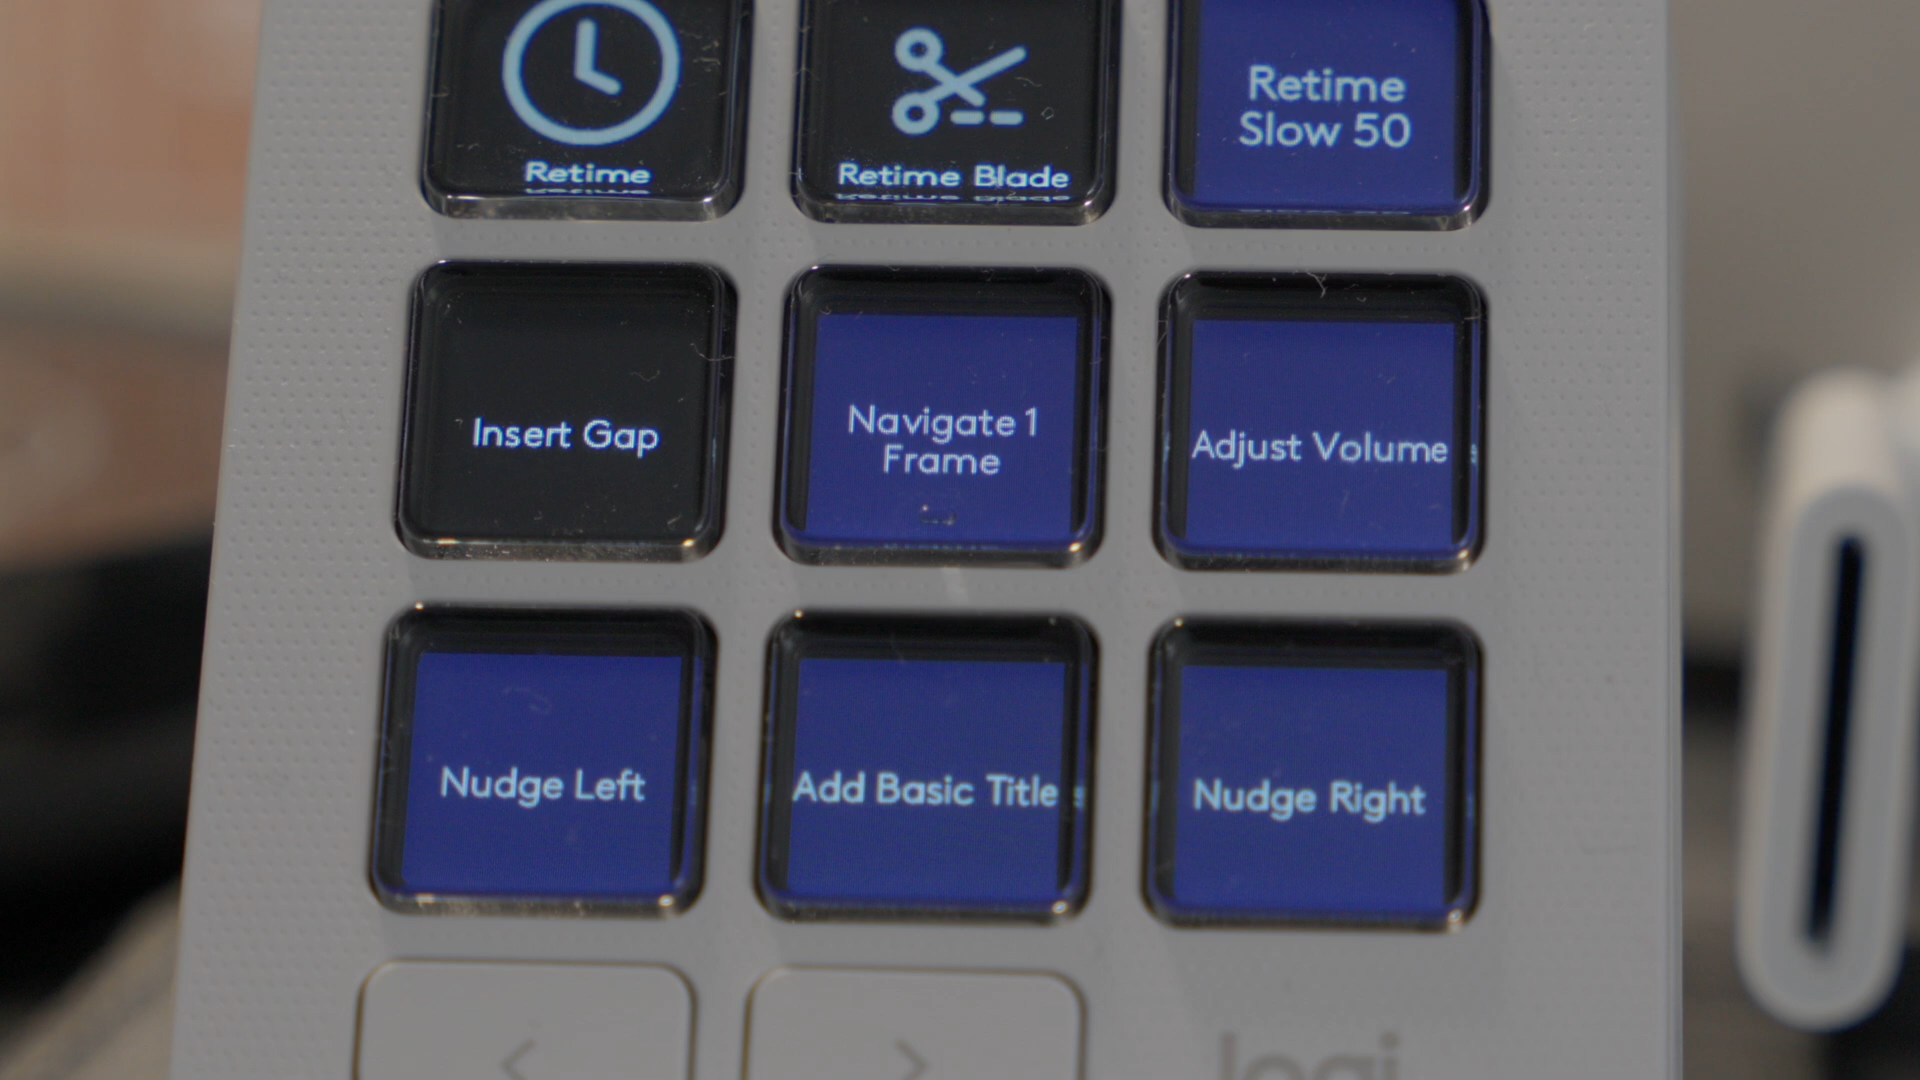 Retime
Retime Blade
Retime
Slow 50
Insert Gap
Navigate 1
Frame
Adjust Volume
Nudge Left
Add Basic Title
Nudge Right
logi